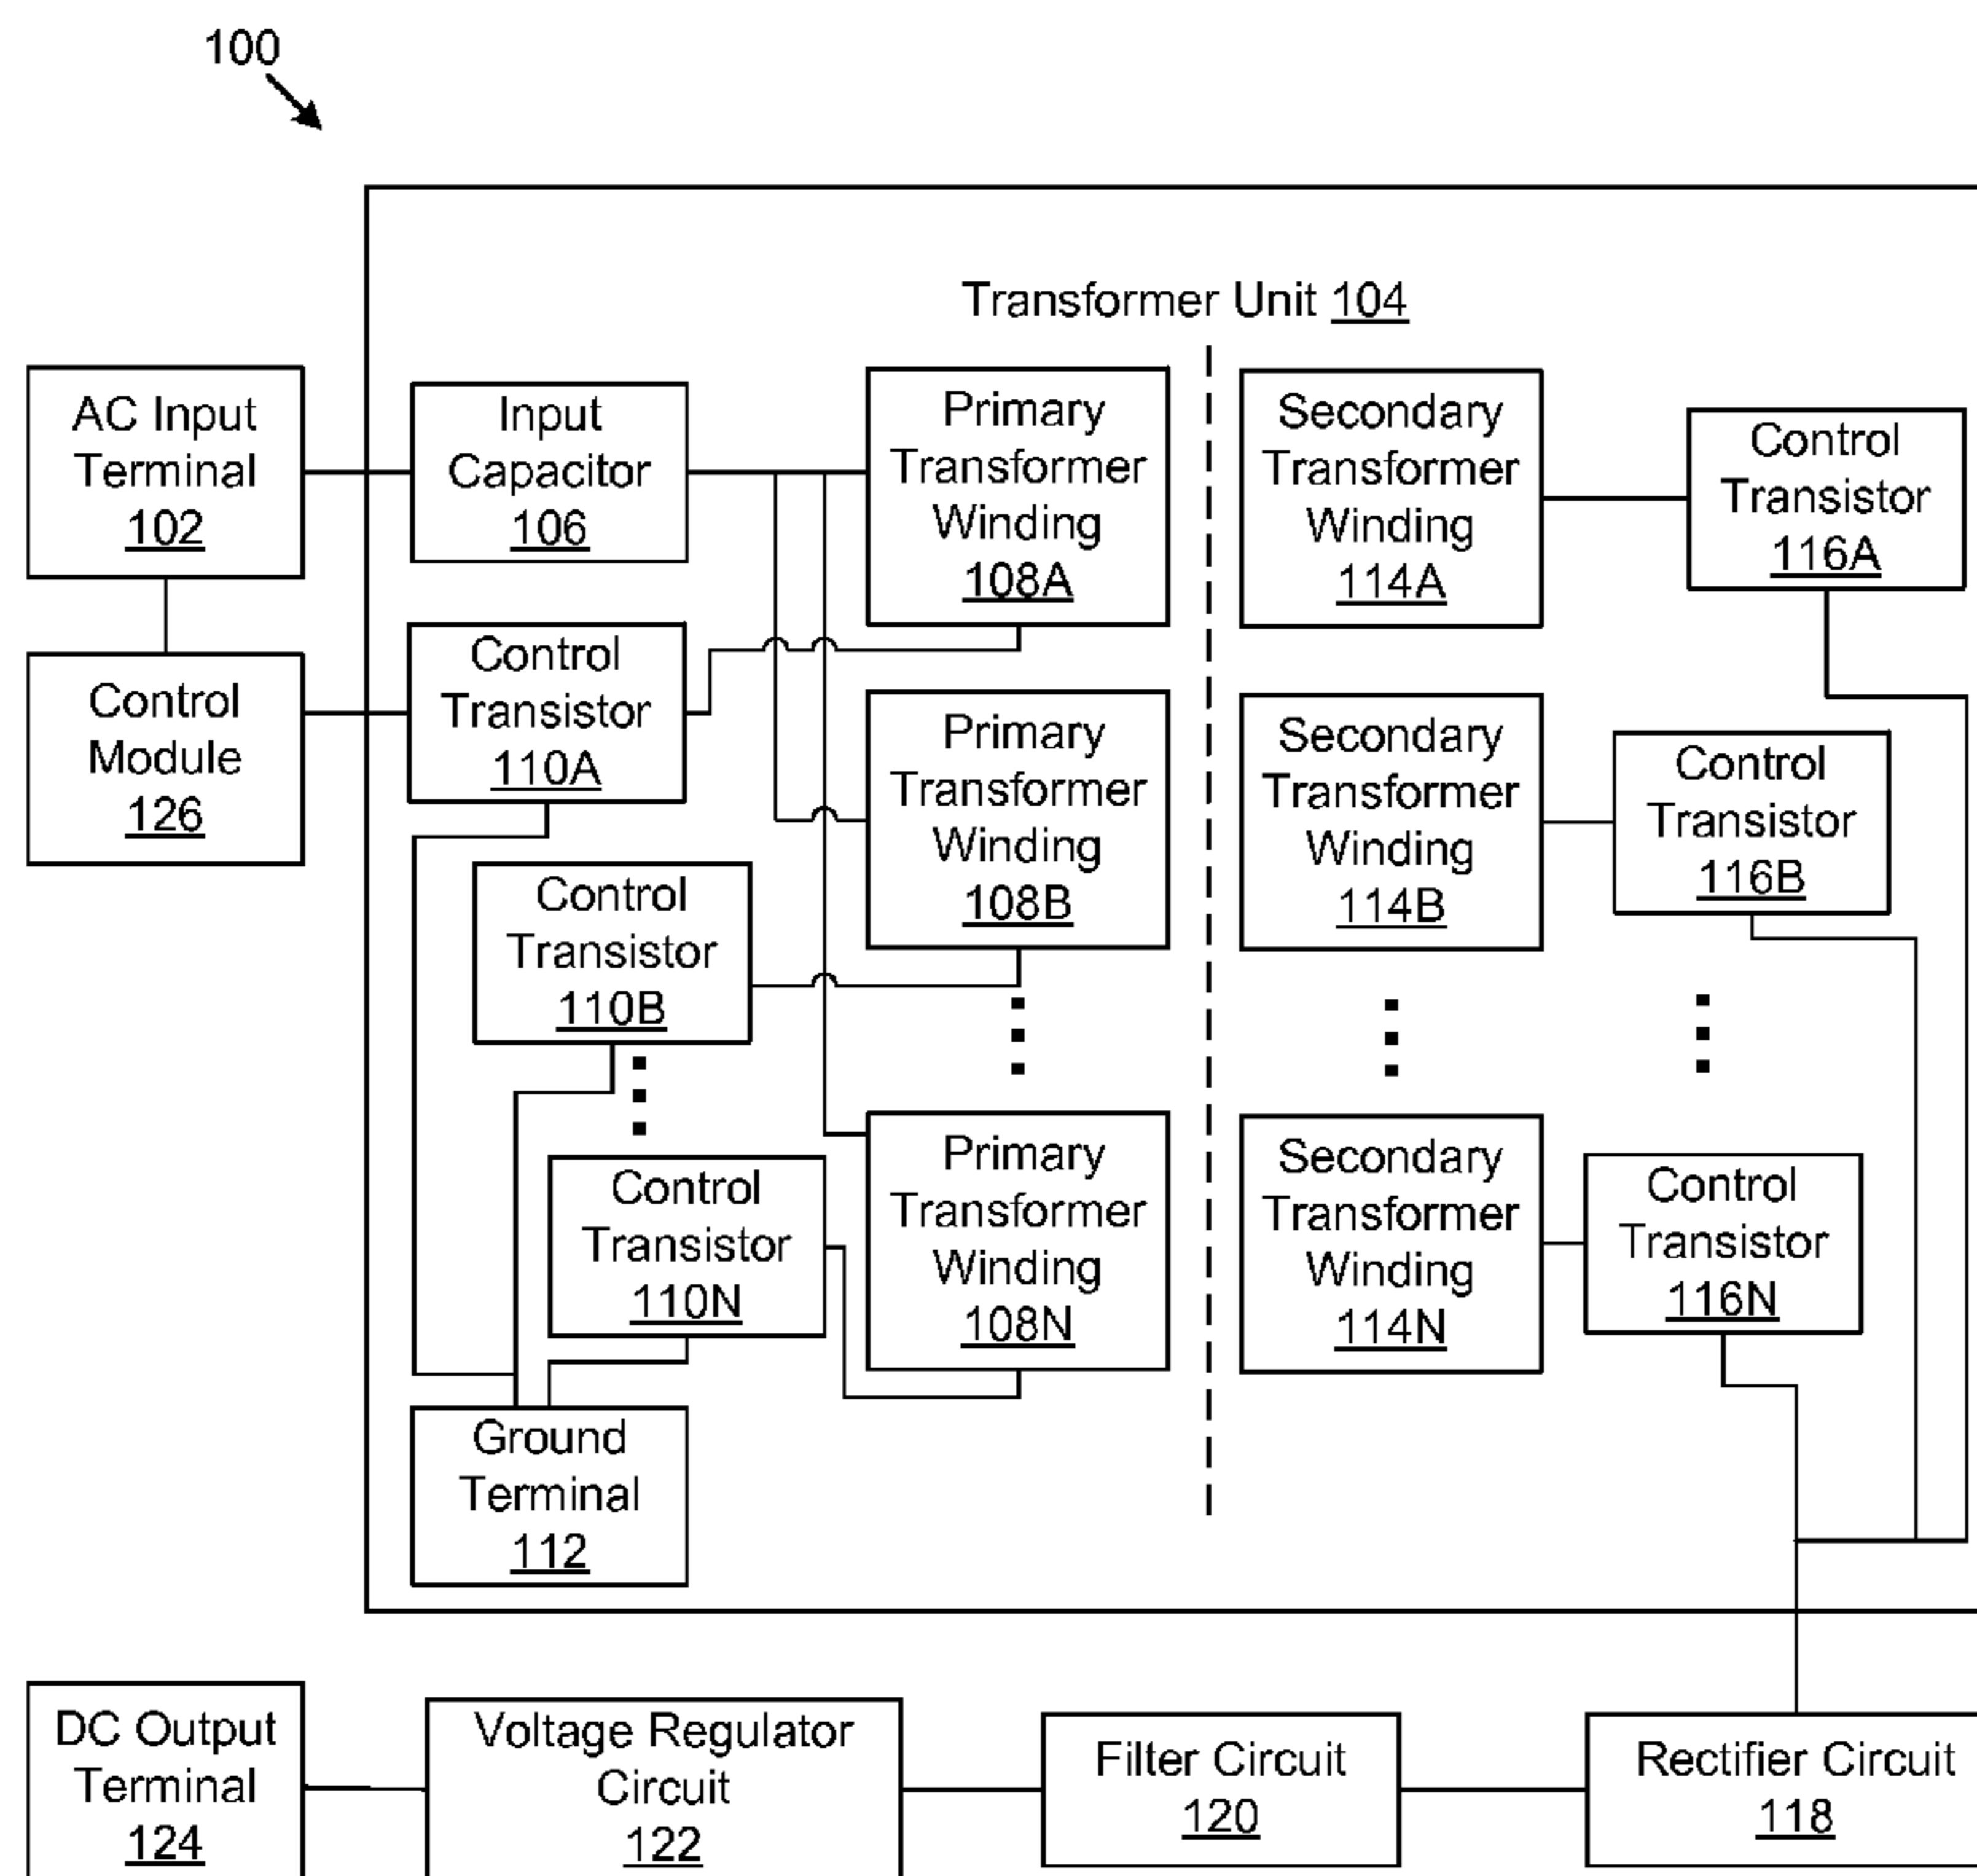 100
Transformer Unit 104
AC Input
Terminal
102
Input
Capacitor
106
Primary
Transformer
Winding
108A
Secondary
Transformer
Winding
114A
Control
Transistor
116A
Control
Module
126
Control
Transistor
110A
Primary
Transformer
Winding
108B
Secondary
Transformer
Winding
114B
Control
Transistor
116B
Control
Transistor
110B
Control
Transistor
110N
Primary
Transformer
Winding
108N
Secondary
Transformer
Winding
114N
Control
Transistor
116N
Ground
Terminal
112
DC Output
Terminal
124
Voltage Regulator
Circuit
122
Filter Circuit
120
Rectifier Circuit
118